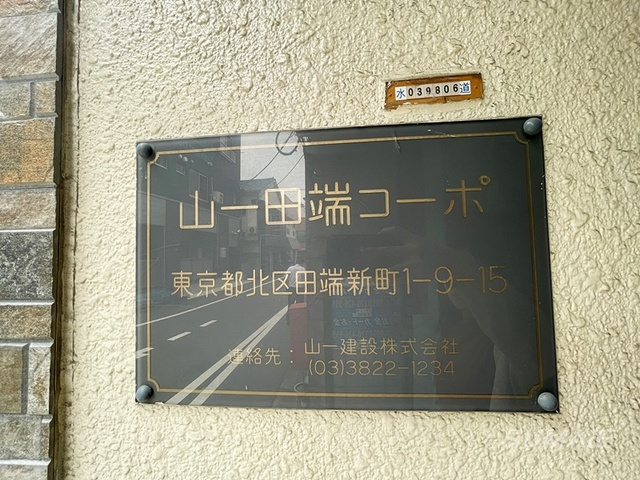 水039806道
山一田端コーポ
東京都北区田端新町1-9-15
連絡先：山一建設株式会社
(03)3822-1234